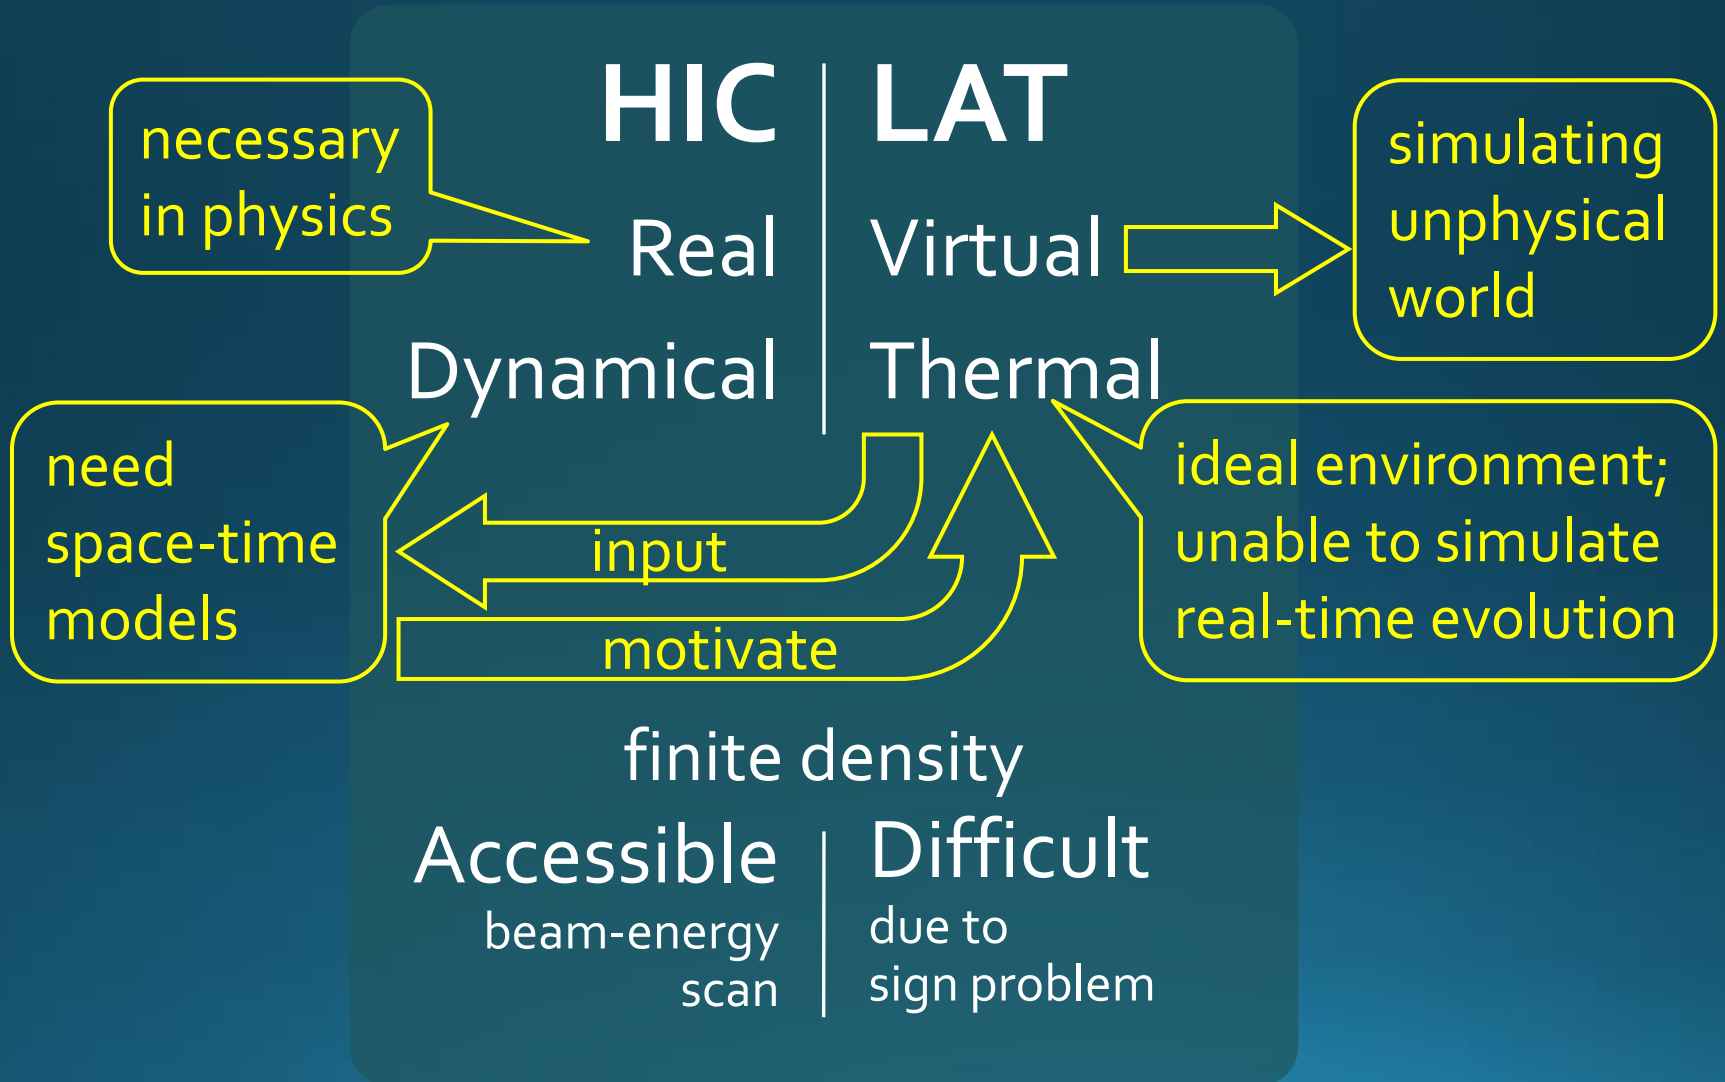 HIC
LAT
necessary
in physics
Real
Virtual
simulating
unphysical
world
Dynamical
Thermal
need
space-time
models
input
motivate
ideal environment;
unable to simulate
real-time evolution
finite density
Accessible
beam-energy
scan
Difficult
due to
sign problem